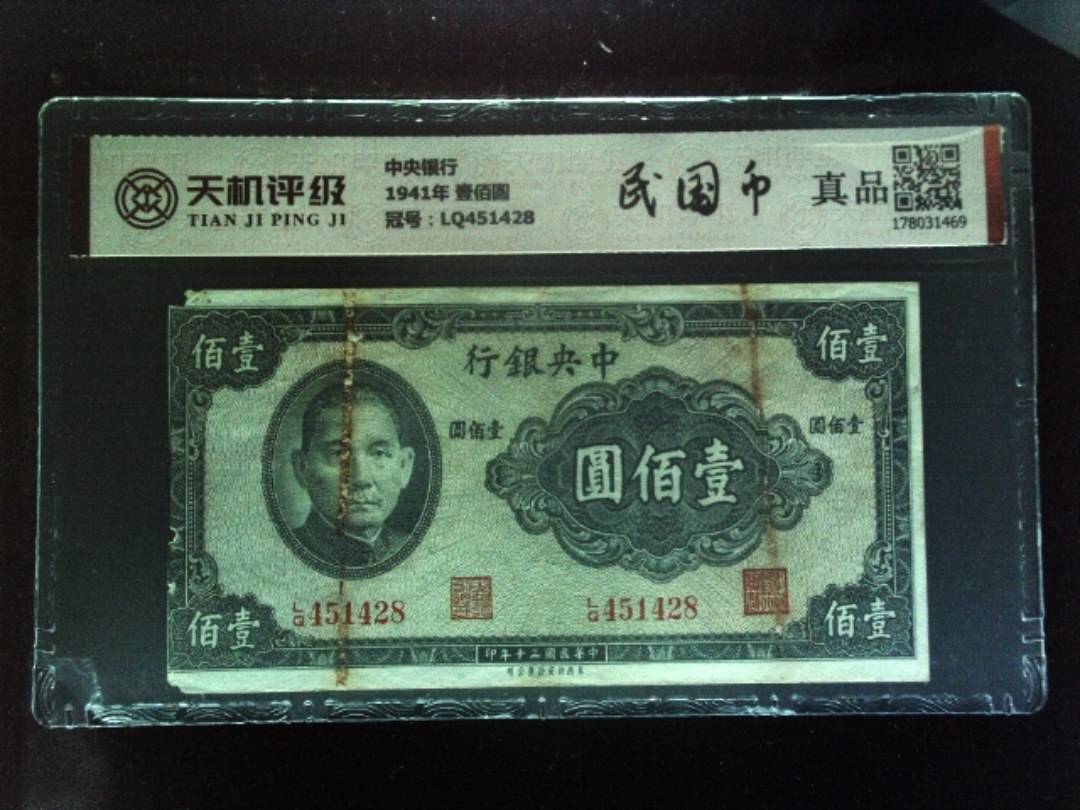 天机评级
TIAN JI PING JI
中央银行
1941年 壹佰圆
冠号：LQ451428
民国币
真品
178031469
壹佰
壹佰
中央銀行
壹佰圓
壹佰圓
壹佰圓
LQ451428
LQ451428
壹佰
壹佰
中華民國三十年印